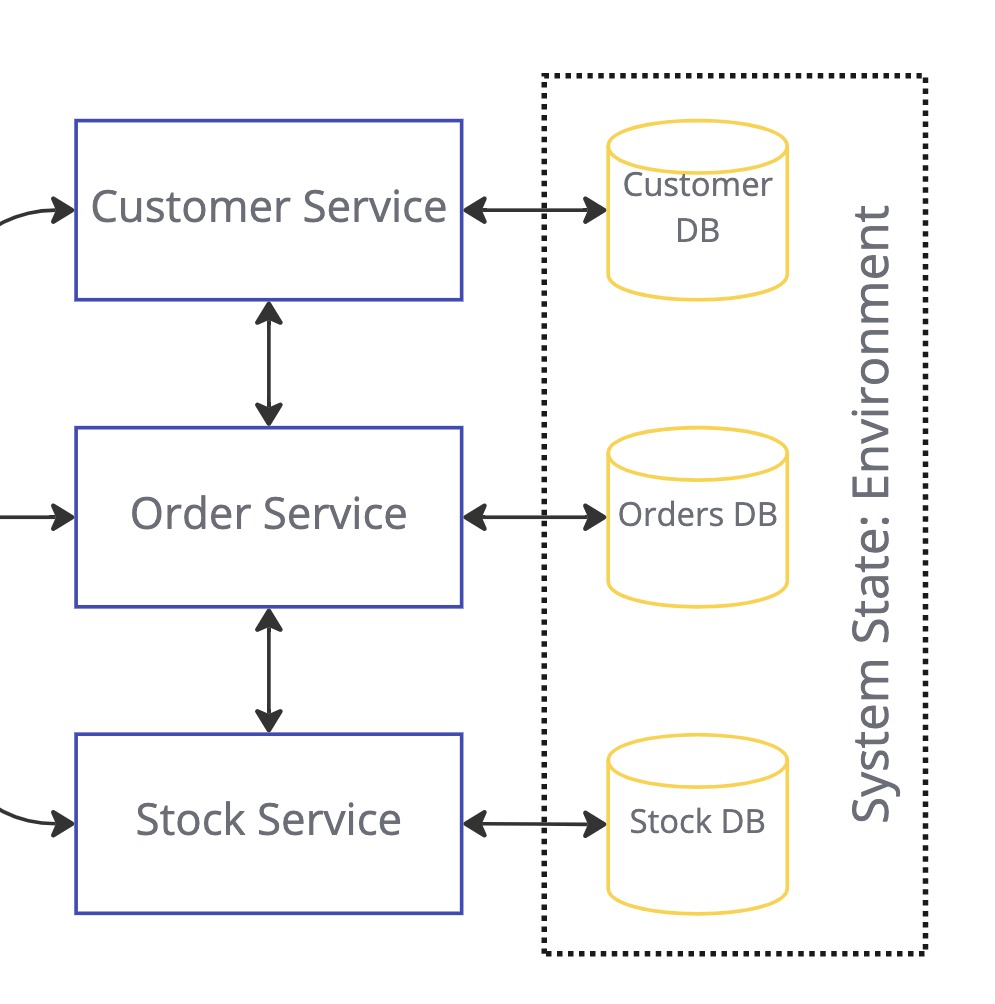 Customer Service
Customer
DB
Order Service
Orders DB
Stock Service
Stock DB
System State: Environment